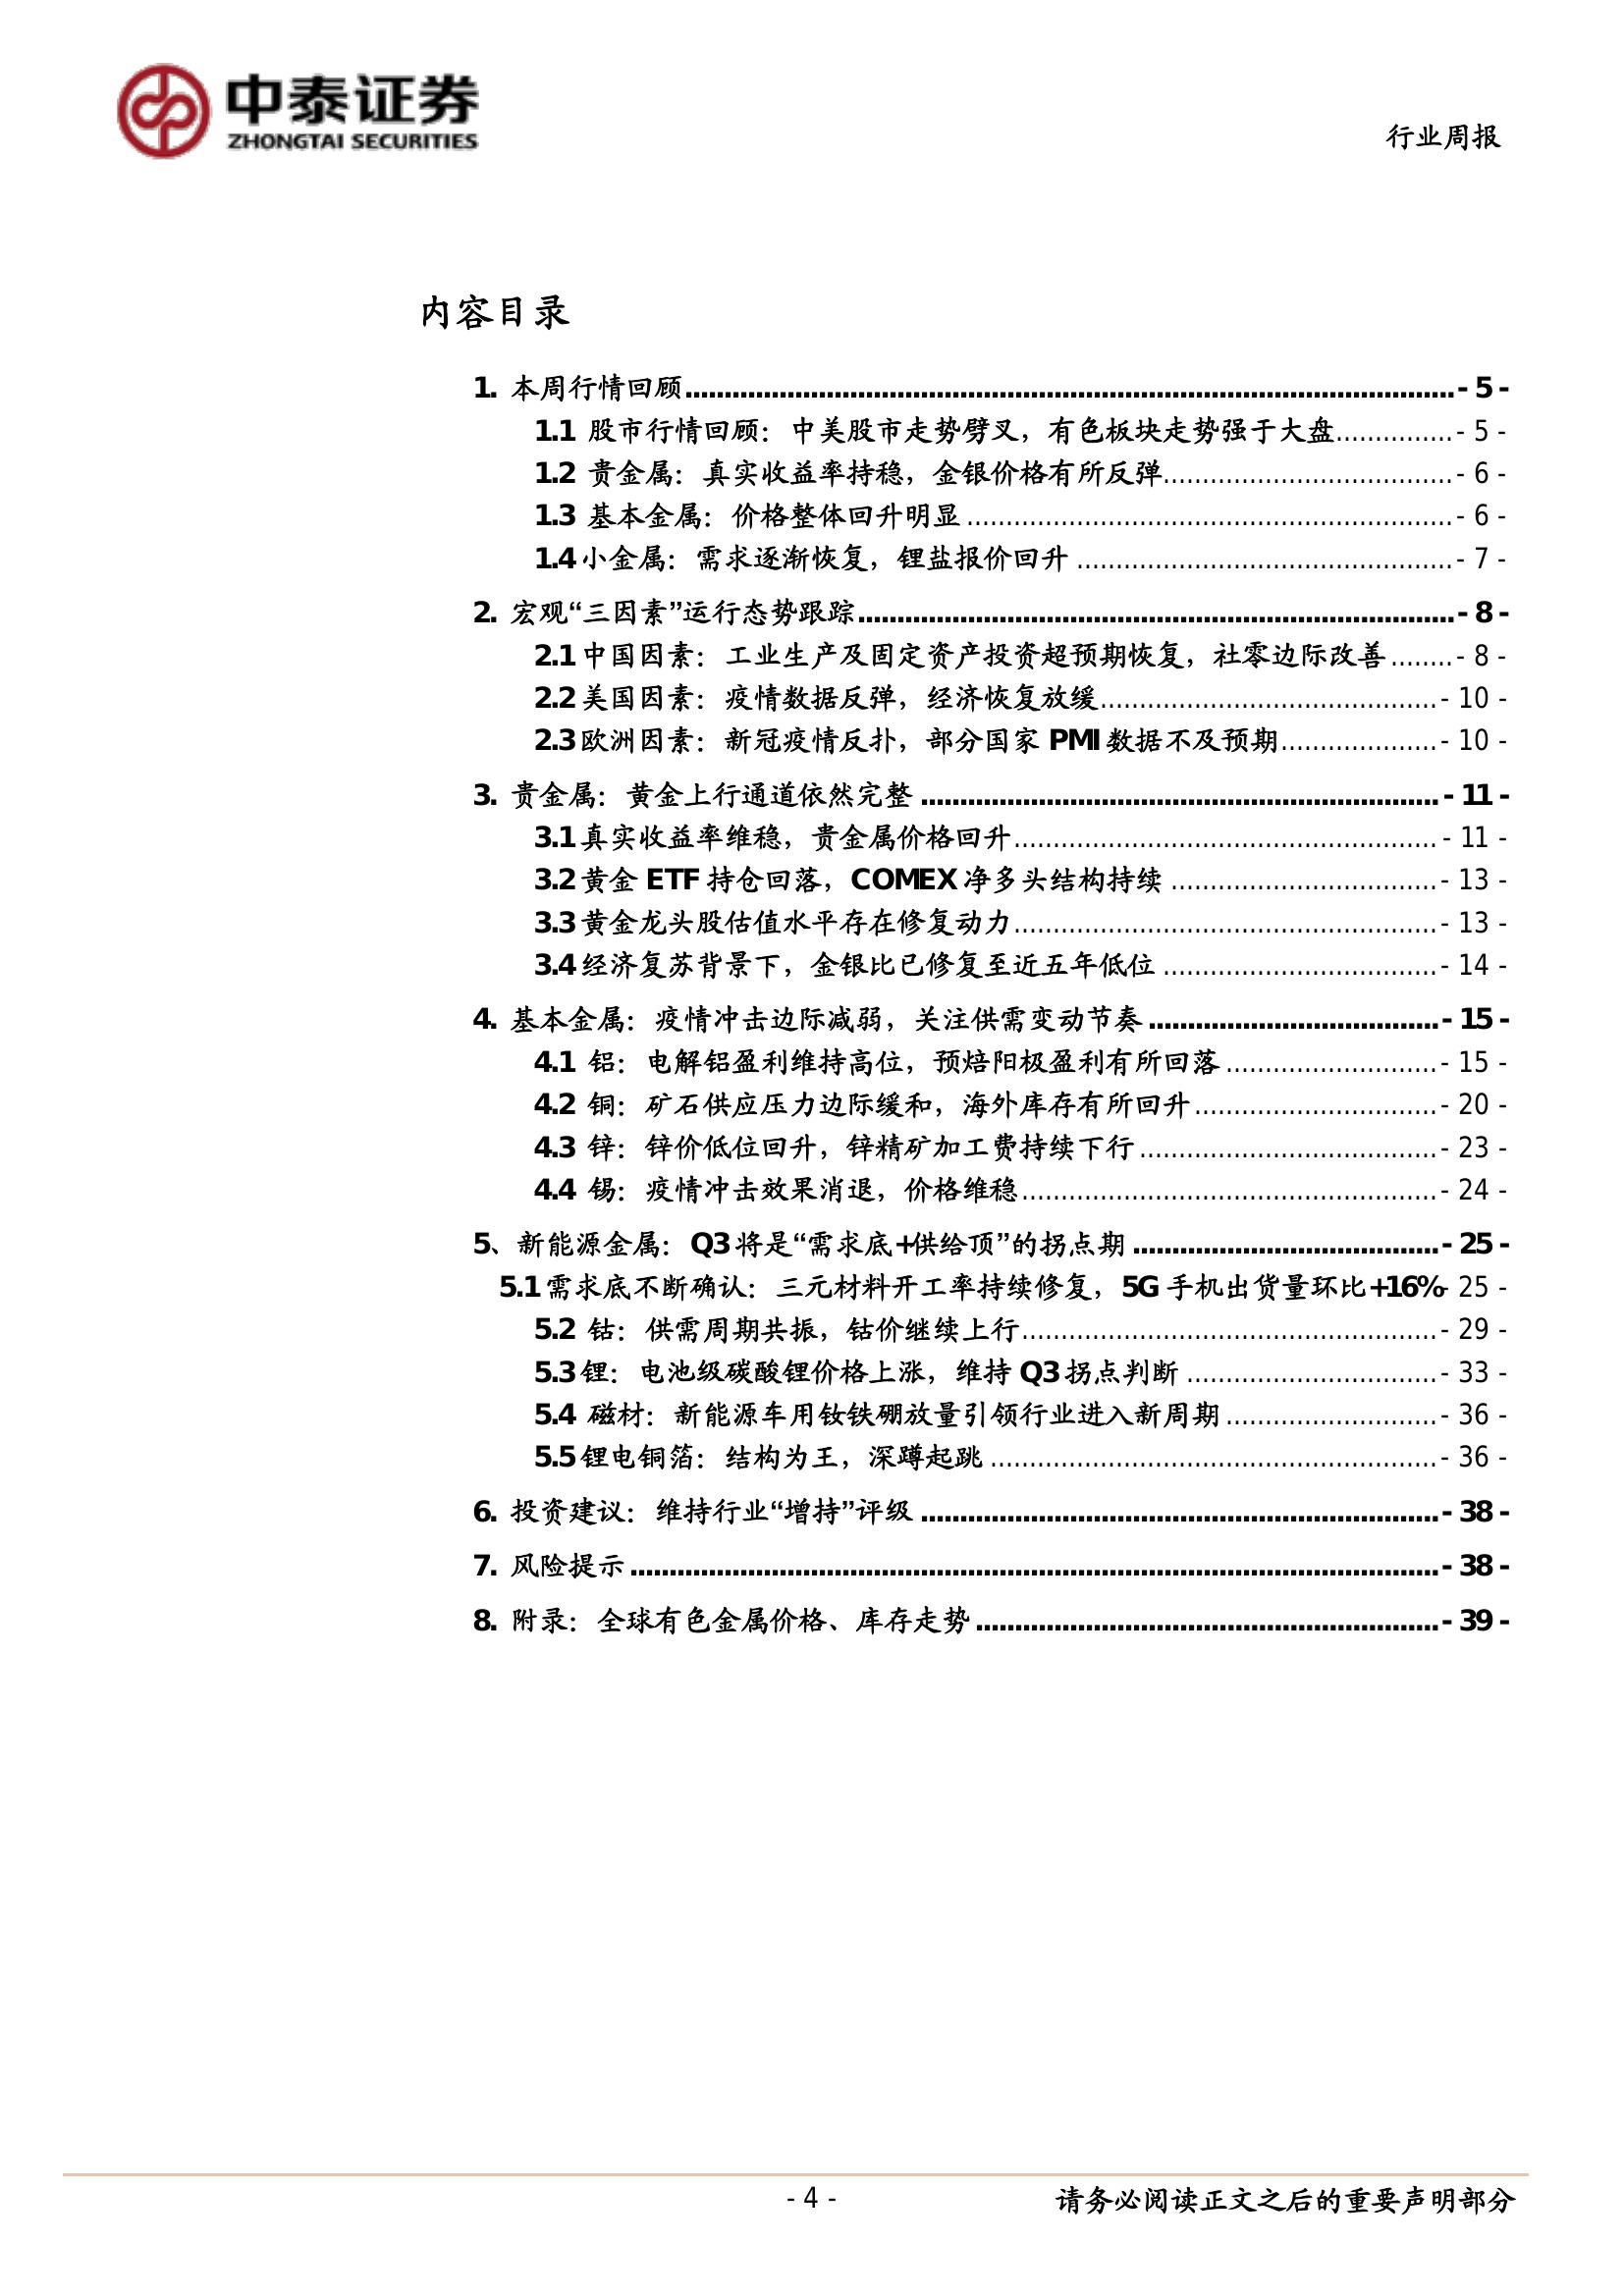 中泰证券
ZHONGTAI SECURITIES
行业周报
内容目录
1. 本周行情回顾 - 5 -
1.1 股市行情回顾：中美股市走势劈叉，有色板块走势强于大盘 - 5 -
1.2 贵金属：真实收益率持稳，金银价格有所反弹 - 6 -
1.3 基本金属：价格整体回升明显 - 6 -
1.4小金属：需求逐渐恢复，锂盐报价回升 - 7 -
2. 宏观“三因素”运行态势跟踪 - 8 -
2.1中国因素：工业生产及固定资产投资超预期恢复，社零边际改善 - 8 -
2.2美国因素：疫情数据反弹，经济恢复放缓 - 10 -
2.3欧洲因素：新冠疫情反扑，部分国家 PMI 数据不及预期 - 10 -
3. 贵金属：黄金上行通道依然完整 - 11 -
3.1真实收益率维稳，贵金属价格回升 - 11 -
3.2黄金 ETF 持仓回落，COMEX 净多头结构持续 - 13 -
3.3黄金龙头股估值水平存在修复动力 - 13 -
3.4经济复苏背景下，金银比已修复至近五年低位 - 14 -
4. 基本金属：疫情冲击边际减弱，关注供需变动节奏 - 15 -
4.1 铝：电解铝盈利维持高位，预焙阳极盈利有所回落 - 15 -
4.2 铜：矿石供应压力边际缓和，海外库存有所回升 - 20 -
4.3 锌：锌价低位回升，锌精矿加工费持续下行 - 23 -
4.4 锡：疫情冲击效果消退，价格维稳 - 24 -
5、新能源金属：Q3 将是“需求底+供给顶”的拐点期 - 25 -
5.1 需求底不断确认：三元材料开工率持续修复，5G 手机出货量环比+16% - 25 -
5.2 钴：供需周期共振，钴价继续上行 - 29 -
5.3锂：电池级碳酸锂价格上涨，维持 Q3 拐点判断 - 33 -
5.4 磁材：新能源车用钕铁硼放量引领行业进入新周期 - 36 -
5.5锂电铜箔：结构为王，深蹲起跳 - 36 -
6. 投资建议：维持行业“增持”评级 - 38 -
7. 风险提示 - 38 -
8. 附录：全球有色金属价格、库存走势 - 39 -
- 4 -
请务必阅读正文之后的重要声明部分